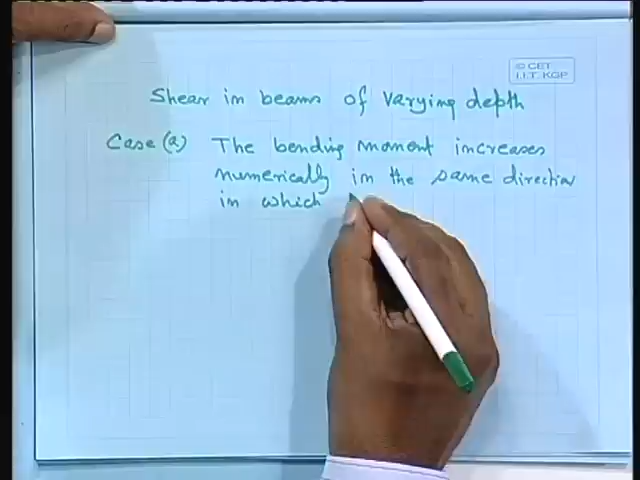 © CET
I.I.T. KGP
Shear in beams of varying depth
Case (a) The bending moment increases
numerically in the same direction
in which